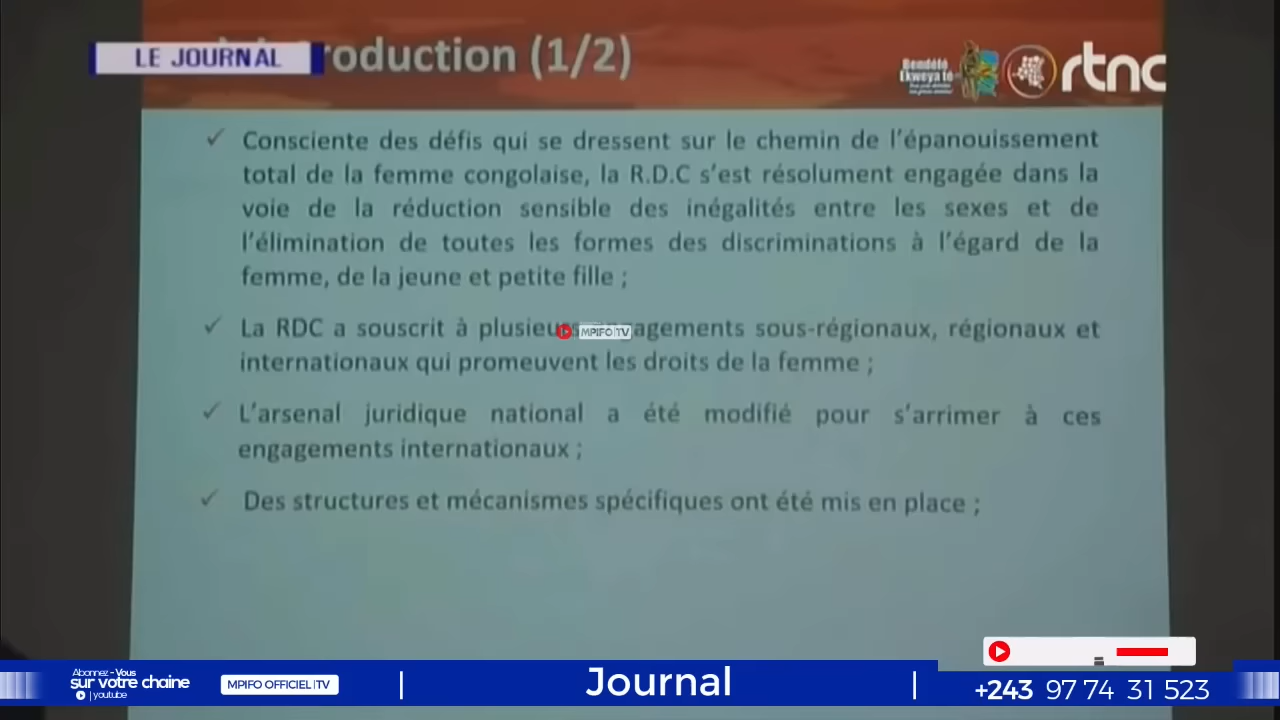 LE JOURNAL
roduction (1/2)
Bendélé
Ekweya té
rtnc
✓ Consciente des défis qui se dressent sur le chemin de l'épanouissement
total de la femme congolaise, la R.D.C s'est résolument engagée dans la
voie de la réduction sensible des inégalités entre les sexes et de
l'élimination de toutes les formes des discriminations à l'égard de la
femme, de la jeune et petite fille ;
✓ La RDC a souscrit à plusieu agements sous-régionaux, régionaux et
MPIFO TV
internationaux qui promeuvent les droits de la femme ;
✓ L'arsenal juridique national a été modifié pour s'arrimer à ces
engagements internationaux ;
✓ Des structures et mécanismes spécifiques ont été mis en place ;
Abonnez-Vous
sur votre chaine
youtube
MPIFO OFFICIEL TV
Journal
+243 97 74 31 523